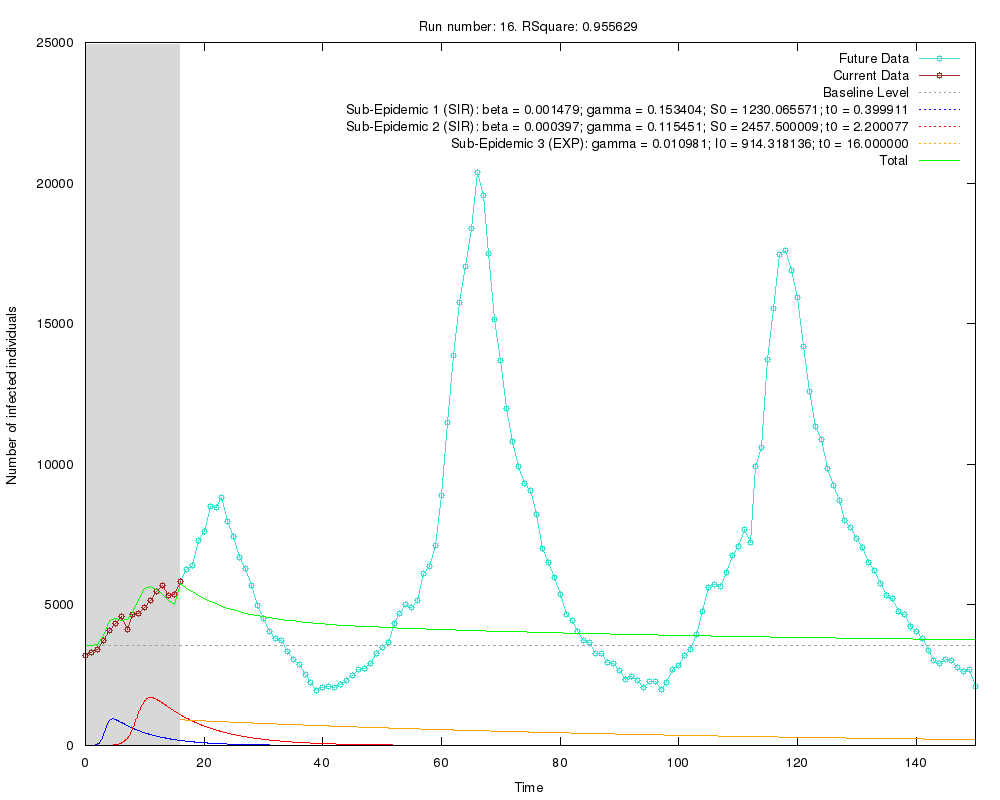 Run number: 16. RSquare: 0.955629
25000
20000
15000
10000
5000
0
Number of infected individuals
Future Data
Current Data
Baseline Level
Sub-Epidemic 1 (SIR): beta = 0.001479; gamma = 0.153404; S0 = 1230.065571; t0 = 0.399911
Sub-Epidemic 2 (SIR): beta = 0.000397; gamma = 0.115451; S0 = 2457.500009; t0 = 2.200077
Sub-Epidemic 3 (EXP): gamma = 0.010981; I0 = 914.318136; t0 = 16.000000
Total
0 20 40 60 80 100 120 140
Time